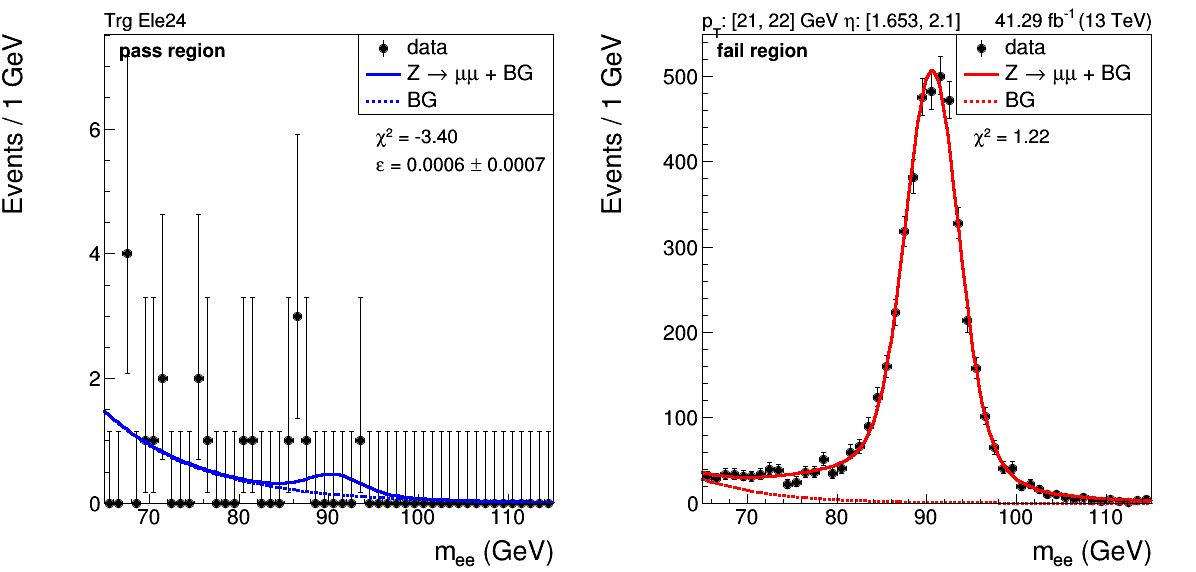 Trg Ele24
pass region
data
Z → μμ + BG
BG
χ² = -3.40
ε = 0.0006 ± 0.0007
Events / 1 GeV
6
4
2
0
70 80 90 100 110
m_ee (GeV)
p_T: [21, 22] GeV η: [1.653, 2.1] 41.29 fb⁻¹ (13 TeV)
fail region
data
Z → μμ + BG
BG
χ² = 1.22
Events / 1 GeV
500
400
300
200
100
0
70 80 90 100 110
m_ee (GeV)